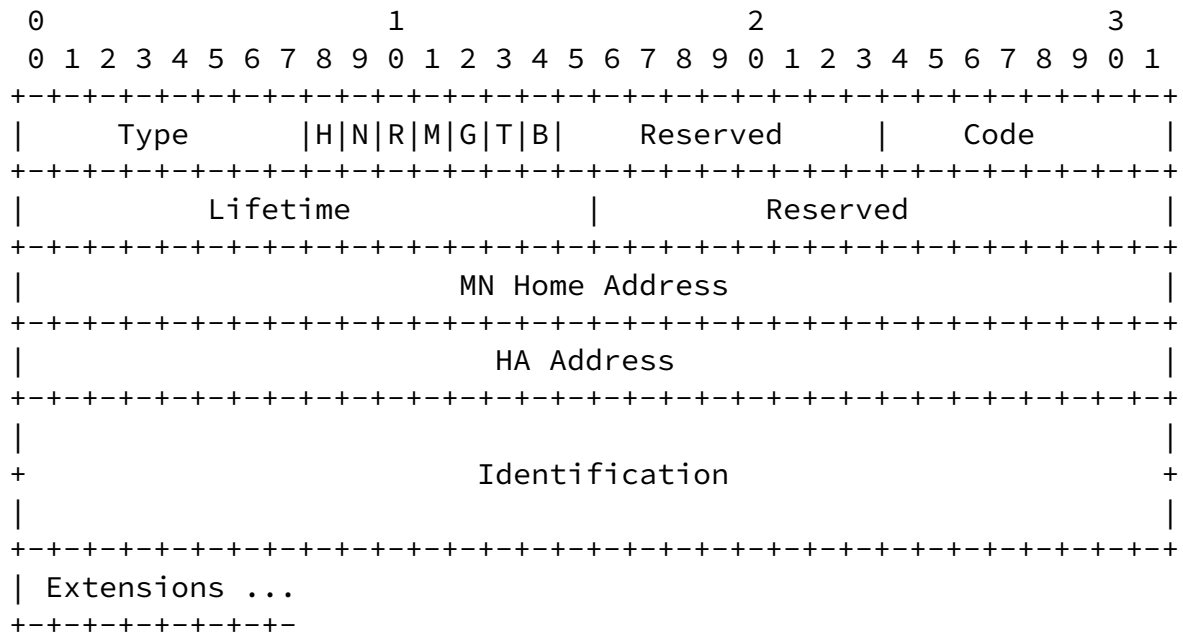 0                   1                   2                   3
 0 1 2 3 4 5 6 7 8 9 0 1 2 3 4 5 6 7 8 9 0 1 2 3 4 5 6 7 8 9 0 1
+-+-+-+-+-+-+-+-+-+-+-+-+-+-+-+-+-+-+-+-+-+-+-+-+-+-+-+-+-+-+-+-+
|     Type      |H|N|R|M|G|T|B|    Reserved     |    Code       |
+-+-+-+-+-+-+-+-+-+-+-+-+-+-+-+-+-+-+-+-+-+-+-+-+-+-+-+-+-+-+-+-+
|          Lifetime             |         Reserved              |
+-+-+-+-+-+-+-+-+-+-+-+-+-+-+-+-+-+-+-+-+-+-+-+-+-+-+-+-+-+-+-+-+
|                        MN Home Address                        |
+-+-+-+-+-+-+-+-+-+-+-+-+-+-+-+-+-+-+-+-+-+-+-+-+-+-+-+-+-+-+-+-+
|                          HA Address                           |
+-+-+-+-+-+-+-+-+-+-+-+-+-+-+-+-+-+-+-+-+-+-+-+-+-+-+-+-+-+-+-+-+
|                                                               |
+                         Identification                        +
|                                                               |
+-+-+-+-+-+-+-+-+-+-+-+-+-+-+-+-+-+-+-+-+-+-+-+-+-+-+-+-+-+-+-+-+
| Extensions ...
+-+-+-+-+-+-+-+-